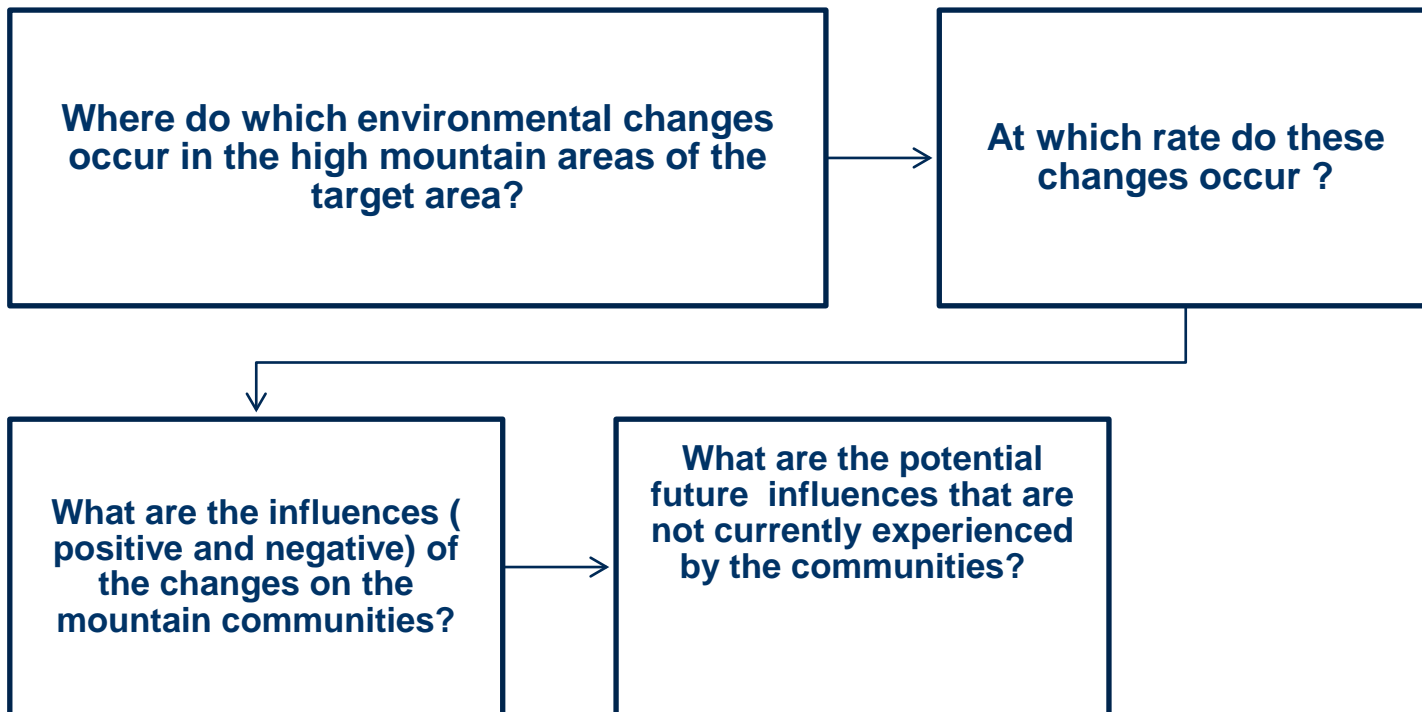 Where do which environmental changes
occur in the high mountain areas of the
target area?
At which rate do these
changes occur ?
What are the influences (
positive and negative) of
the changes on the
mountain communities?
What are the potential
future  influences that are
not currently experienced
by the communities?